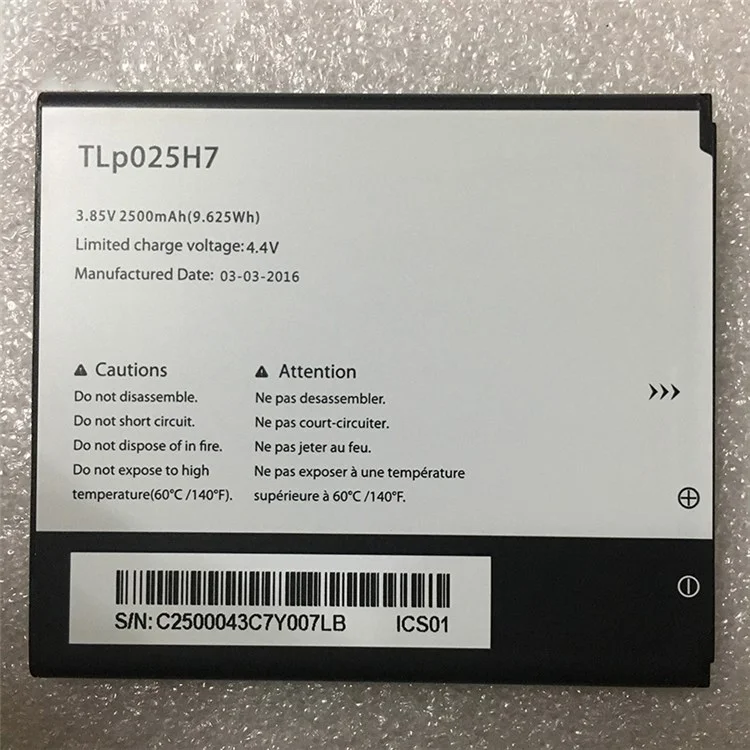 TLp025H7
3.85V 2500mAh(9.625Wh)
Limited charge voltage: 4.4V
Manufactured Date: 03-03-2016
Cautions
Do not disassemble.
Do not short circuit.
Do not dispose of in fire.
Do not expose to high
temperature(60°C /140°F).
Attention
Ne pas desassembler.
Ne pas court-circuiter.
Ne pas jeter au feu.
Ne pas exposer à une température
supérieure à 60°C /140°F.
S/N: C2500043C7Y007LB ICS01